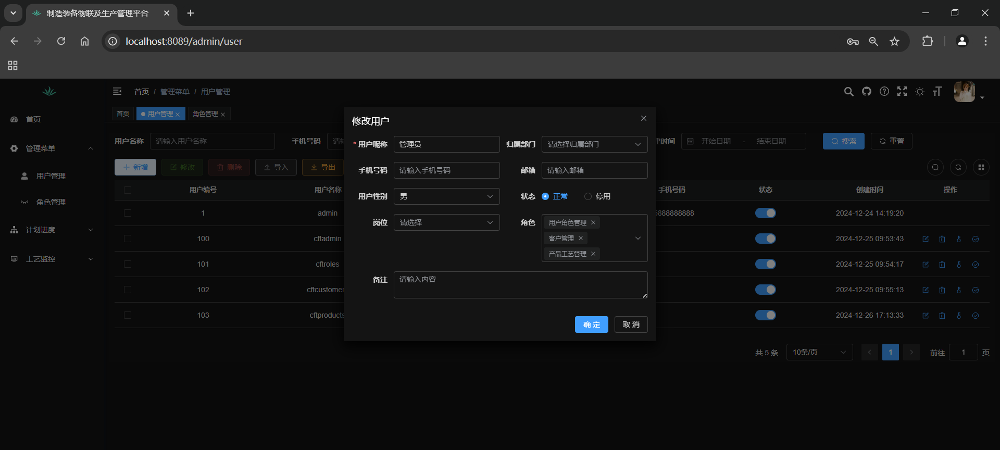 制造装备物联及生产管理平台
localhost:8089/admin/user
首页 / 管理菜单 / 用户管理
首页
用户管理
角色管理
首页
管理菜单
用户管理
角色管理
计划进度
工艺监控
用户名称 请输入用户名称
手机号码
时间 开始日期 - 结束日期
搜索
重置
新增
修改
删除
导入
导出
用户编号 用户名称 手机号码 状态 创建时间 操作
1 admin 5888888888 2024-12-24 14:19:20
100 cftadmin 2024-12-25 09:53:43
101 cftroles 2024-12-25 09:54:17
102 cftcustomer 2024-12-25 09:55:13
103 cftproducts 2024-12-26 17:13:33
共 5 条 10条/页 1 前往 1 页
修改用户
* 用户昵称 管理员
归属部门 请选择归属部门
手机号码 请输入手机号码
邮箱 请输入邮箱
用户性别 男
状态 正常 停用
岗位 请选择
角色 用户角色管理
客户管理
产品工艺管理
备注 请输入内容
确 定
取 消